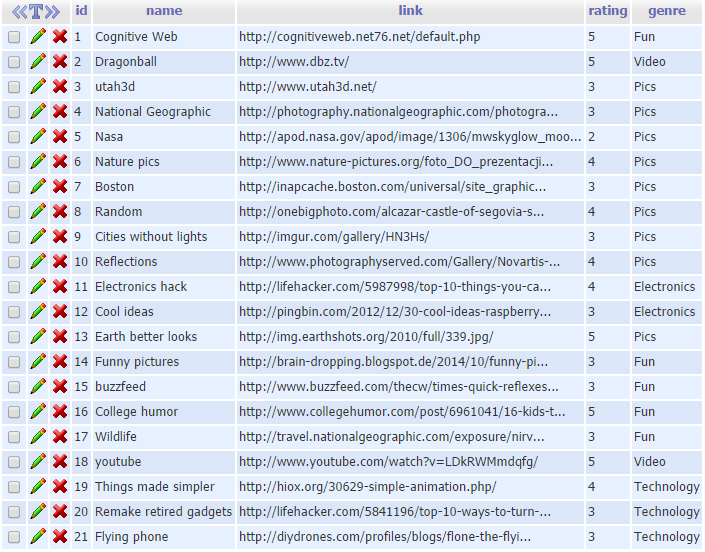 id name link rating genre
1 Cognitive Web http://cognitiveweb.net76.net/default.php 5 Fun
2 Dragonball http://www.dbz.tv/ 5 Video
3 utah3d http://www.utah3d.net/ 3 Pics
4 National Geographic http://photography.nationalgeographic.com/photogra... 3 Pics
5 Nasa http://apod.nasa.gov/apod/image/1306/mwskyglow_moo... 2 Pics
6 Nature pics http://www.nature-pictures.org/foto_DO_prezentacji... 4 Pics
7 Boston http://inapcache.boston.com/universal/site_graphic... 3 Pics
8 Random http://onebigphoto.com/alcazar-castle-of-segovia-s... 4 Pics
9 Cities without lights http://imgur.com/gallery/HN3Hs/ 3 Pics
10 Reflections http://www.photographyserved.com/Gallery/Novartis-... 4 Pics
11 Electronics hack http://lifehacker.com/5987998/top-10-things-you-ca... 4 Electronics
12 Cool ideas http://pingbin.com/2012/12/30-cool-ideas-raspberry... 3 Electronics
13 Earth better looks http://img.earthshots.org/2010/full/339.jpg/ 5 Pics
14 Funny pictures http://brain-dropping.blogspot.de/2014/10/funny-pi... 3 Fun
15 buzzfeed http://www.buzzfeed.com/thecw/times-quick-reflexes... 3 Fun
16 College humor http://www.collegehumor.com/post/6961041/16-kids-t... 5 Fun
17 Wildlife http://travel.nationalgeographic.com/exposure/nirv... 3 Fun
18 youtube http://www.youtube.com/watch?v=LDkRWMmdqfg/ 5 Video
19 Things made simpler http://hiox.org/30629-simple-animation.php/ 4 Technology
20 Remake retired gadgets http://lifehacker.com/5841196/top-10-ways-to-turn-... 3 Technology
21 Flying phone http://diydrones.com/profiles/blogs/flone-the-flyi... 3 Technology